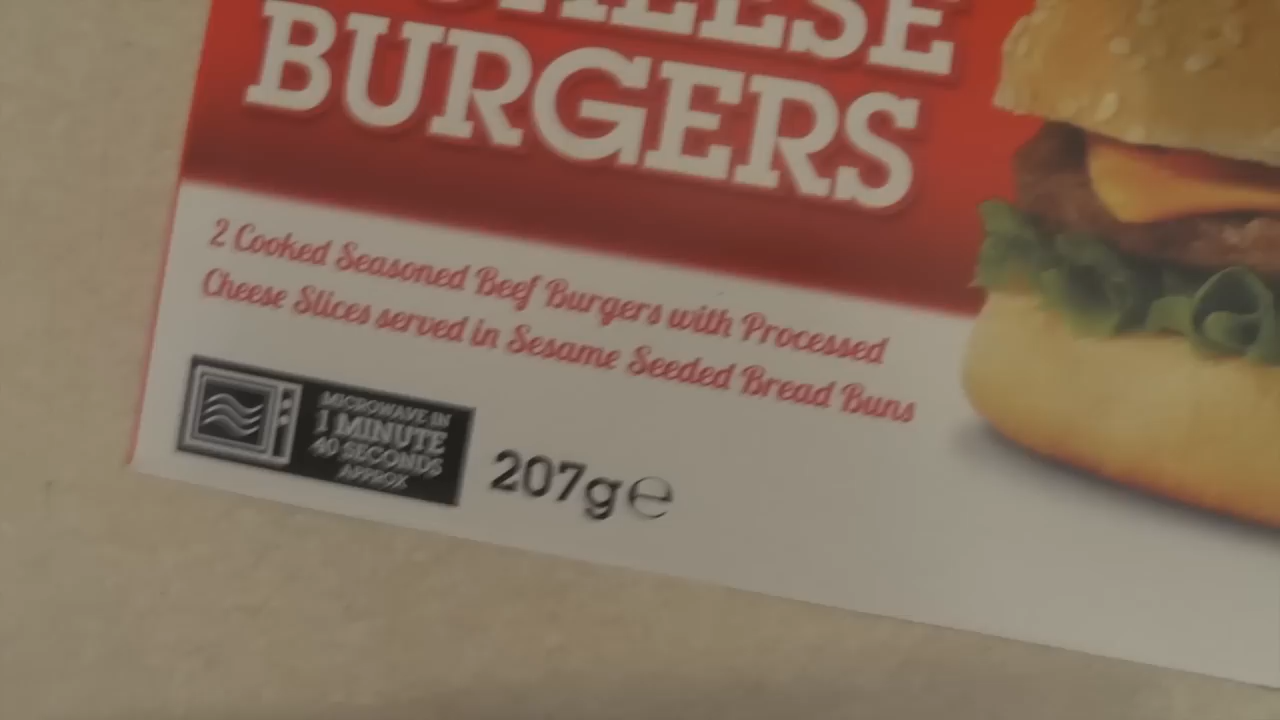 CHEESE
BURGERS
2 Cooked Seasoned Beef Burgers with Processed
Cheese Slices served in Sesame Seeded Bread Buns
MICROWAVE IN
1 MINUTE
40 SECONDS
APPROX
207g℮